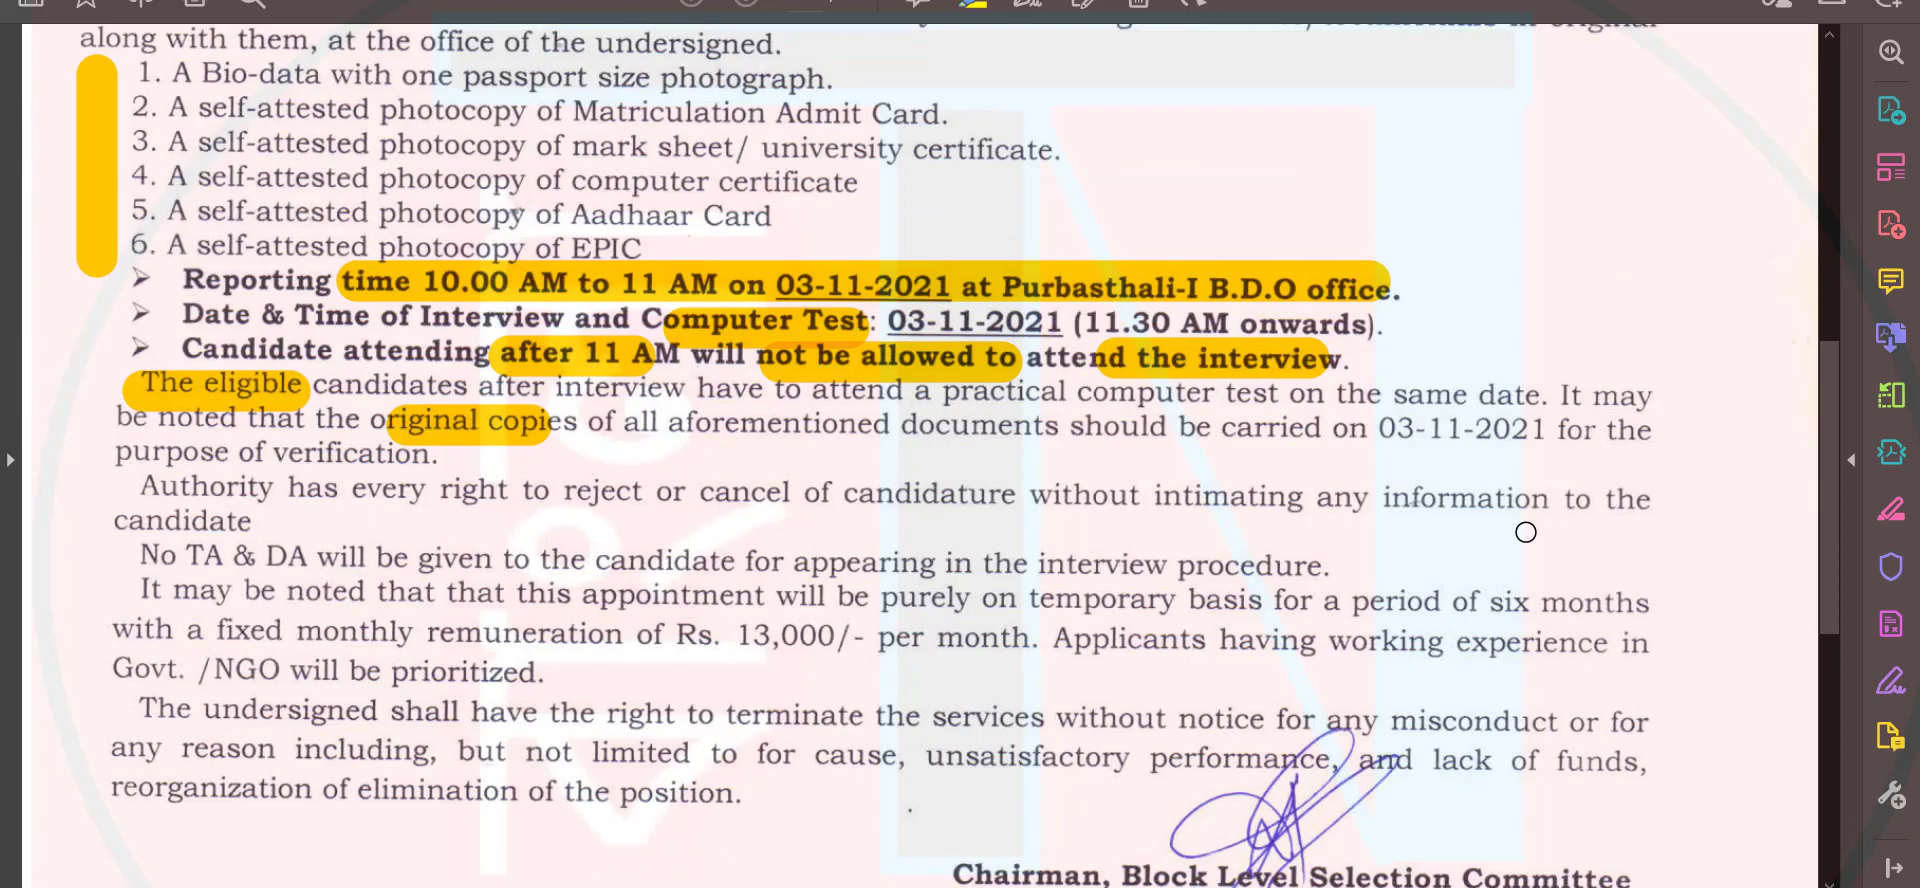 along with them, at the office of the undersigned.
1. A Bio-data with one passport size photograph.
2. A self-attested photocopy of Matriculation Admit Card.
3. A self-attested photocopy of mark sheet/ university certificate.
4. A self-attested photocopy of computer certificate
5. A self-attested photocopy of Aadhaar Card
6. A self-attested photocopy of EPIC
➢ Reporting time 10.00 AM to 11 AM on 03-11-2021 at Purbasthali-I B.D.O office.
➢ Date & Time of Interview and Computer Test: 03-11-2021 (11.30 AM onwards).
➢ Candidate attending after 11 AM will not be allowed to attend the interview.
The eligible candidates after interview have to attend a practical computer test on the same date. It may
be noted that the original copies of all aforementioned documents should be carried on 03-11-2021 for the
purpose of verification.
Authority has every right to reject or cancel of candidature without intimating any information to the
candidate
No TA & DA will be given to the candidate for appearing in the interview procedure.
It may be noted that that this appointment will be purely on temporary basis for a period of six months
with a fixed monthly remuneration of Rs. 13,000/- per month. Applicants having working experience in
Govt. /NGO will be prioritized.
The undersigned shall have the right to terminate the services without notice for any misconduct or for
any reason including, but not limited to for cause, unsatisfactory performance, and lack of funds,
reorganization of elimination of the position.
Chairman, Block Level Selection Committee